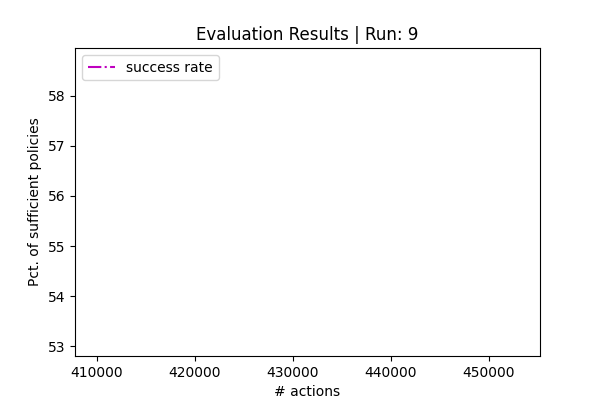 Evaluation Results | Run: 9
success rate
Pct. of sufficient policies
58
57
56
55
54
53
410000 420000 430000 440000 450000
# actions